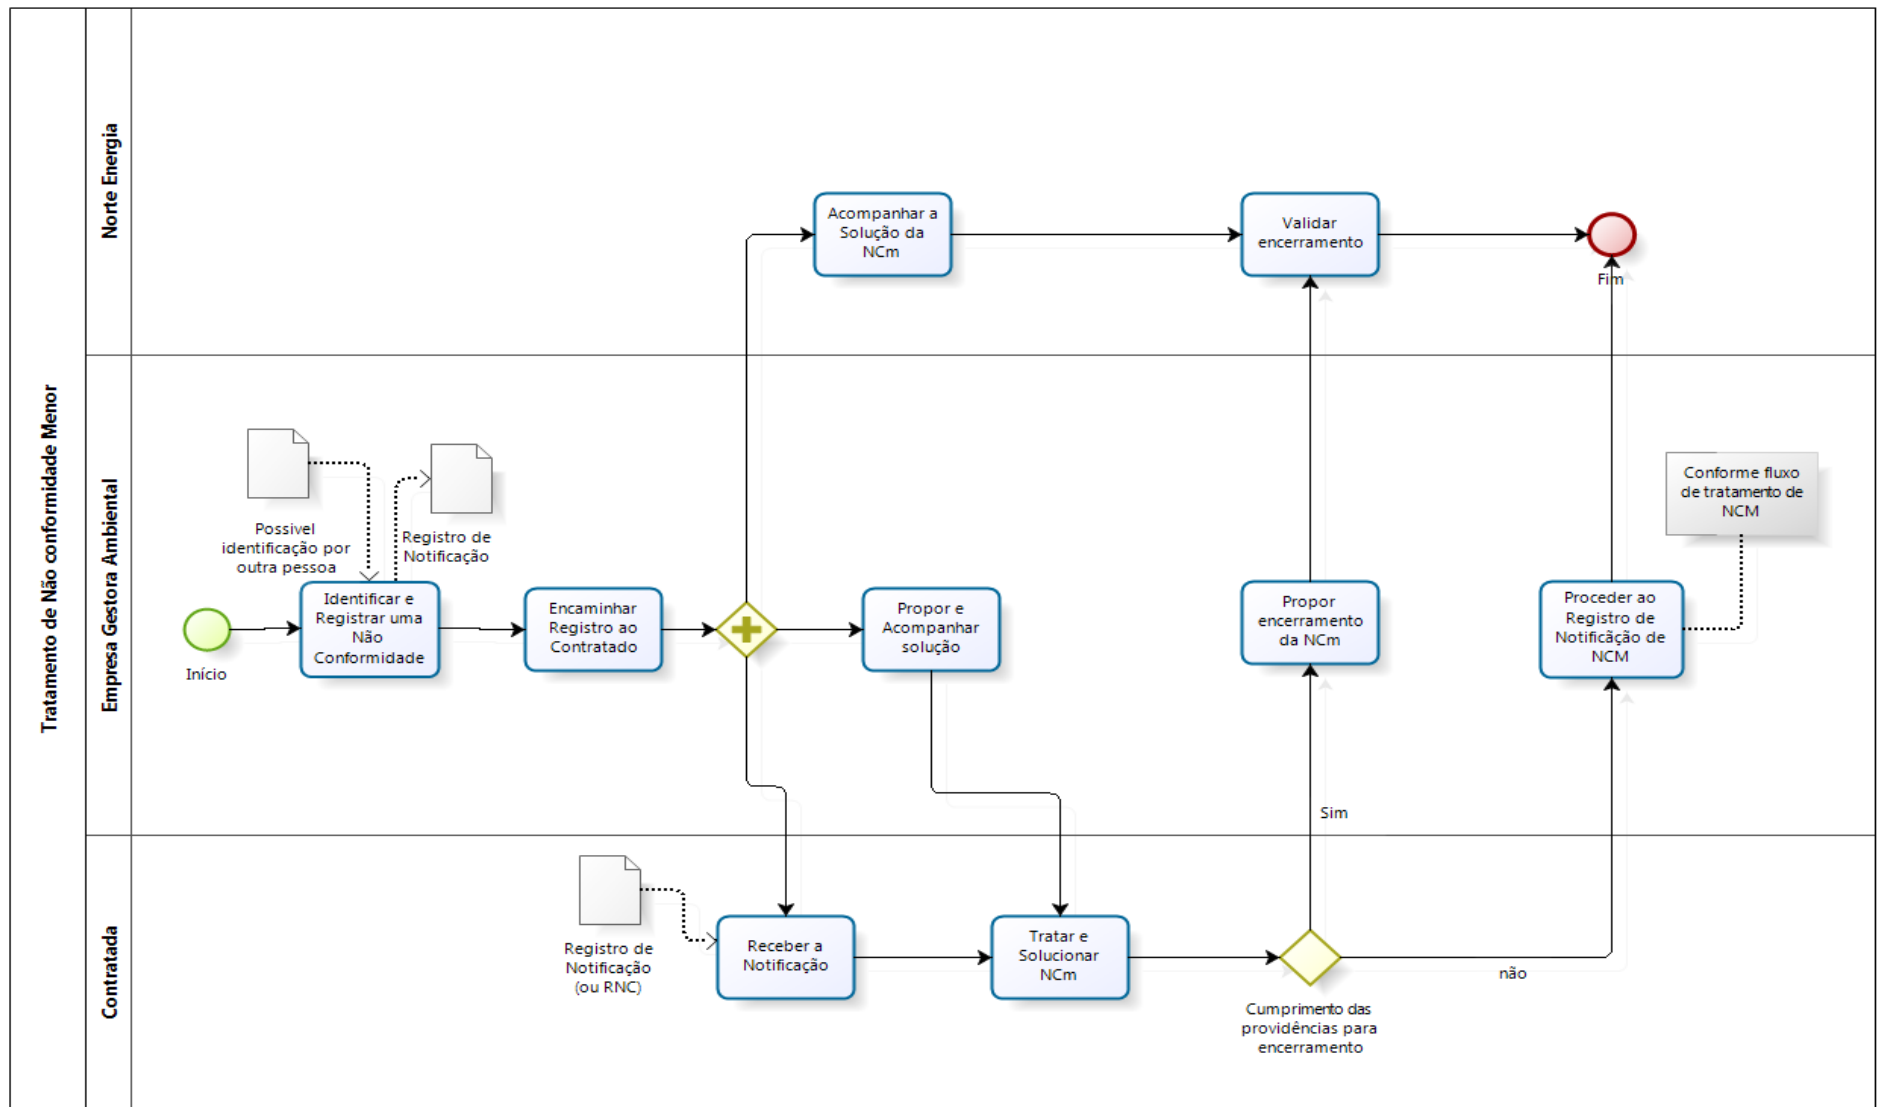 Tratamento de Não conformidade Menor
Norte Energia
Acompanhar a
Solução da
NCm
Validar
encerramento
Fim
Empresa Gestora Ambiental
Possivel
identificação por
outra pessoa
Registro de
Notificação
Início
Identificar e
Registrar uma
Não
Conformidade
Encaminhar
Registro ao
Contratado
Propor e
Acompanhar
solução
Propor
encerramento
da NCm
Proceder ao
Registro de
Notificãção de
NCM
Conforme fluxo
de tratamento de
NCM
Sim
Contratada
Registro de
Notificação
(ou RNC)
Receber a
Notificação
Tratar e
Solucionar
NCm
Cumprimento das
providências para
encerramento
não